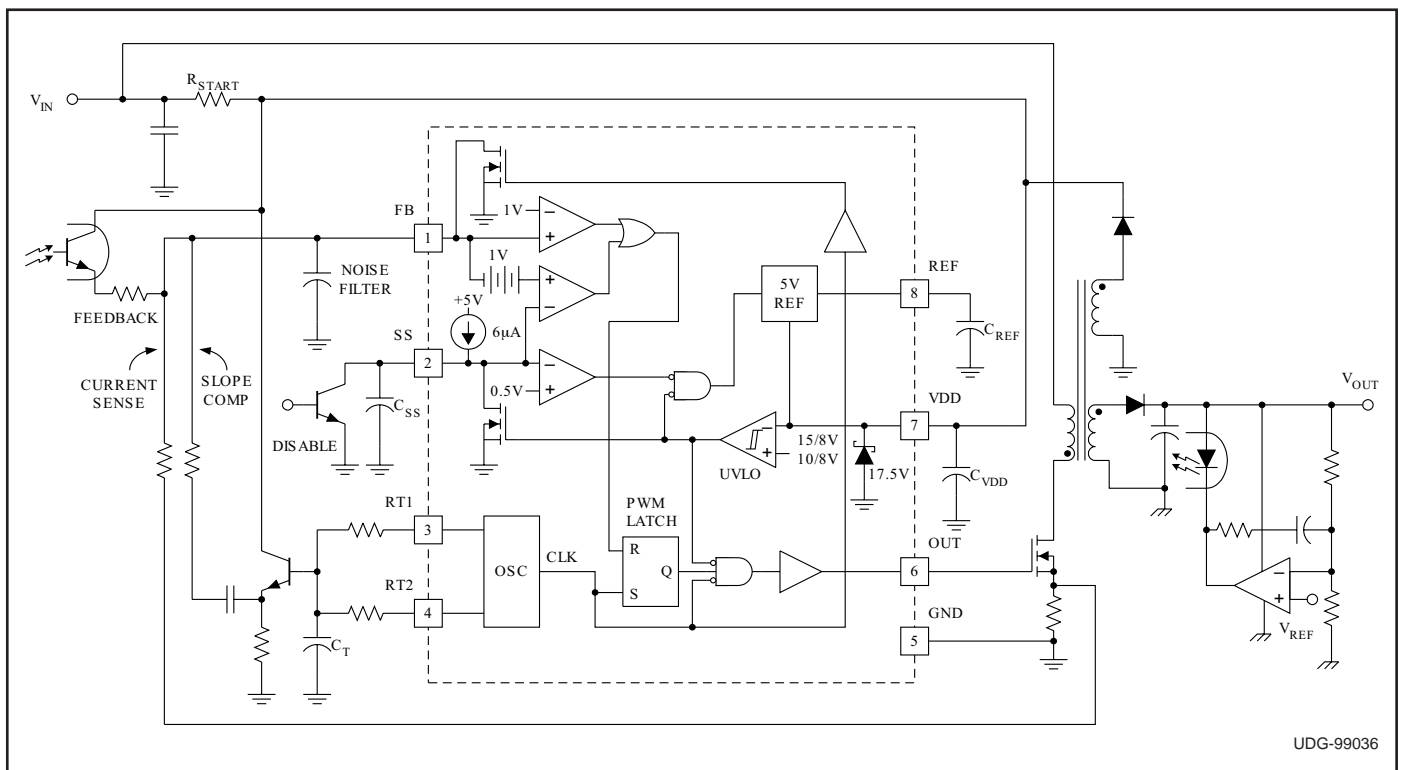 R_START
V_IN
FB
1
1V
−
+
1V
+
−
NOISE
FILTER
FEEDBACK
+5V
6µA
5V
REF
REF
8
C_REF
SS
2
−
+
0.5V
CURRENT
SENSE
SLOPE
COMP
DISABLE
C_SS
VDD
7
−
+
15/8V
10/8V
UVLO
17.5V
C_VDD
V_OUT
RT1
3
OSC
CLK
PWM
LATCH
R
S
Q
OUT
6
RT2
4
C_T
GND
5
−
+
V_REF
UDG-99036